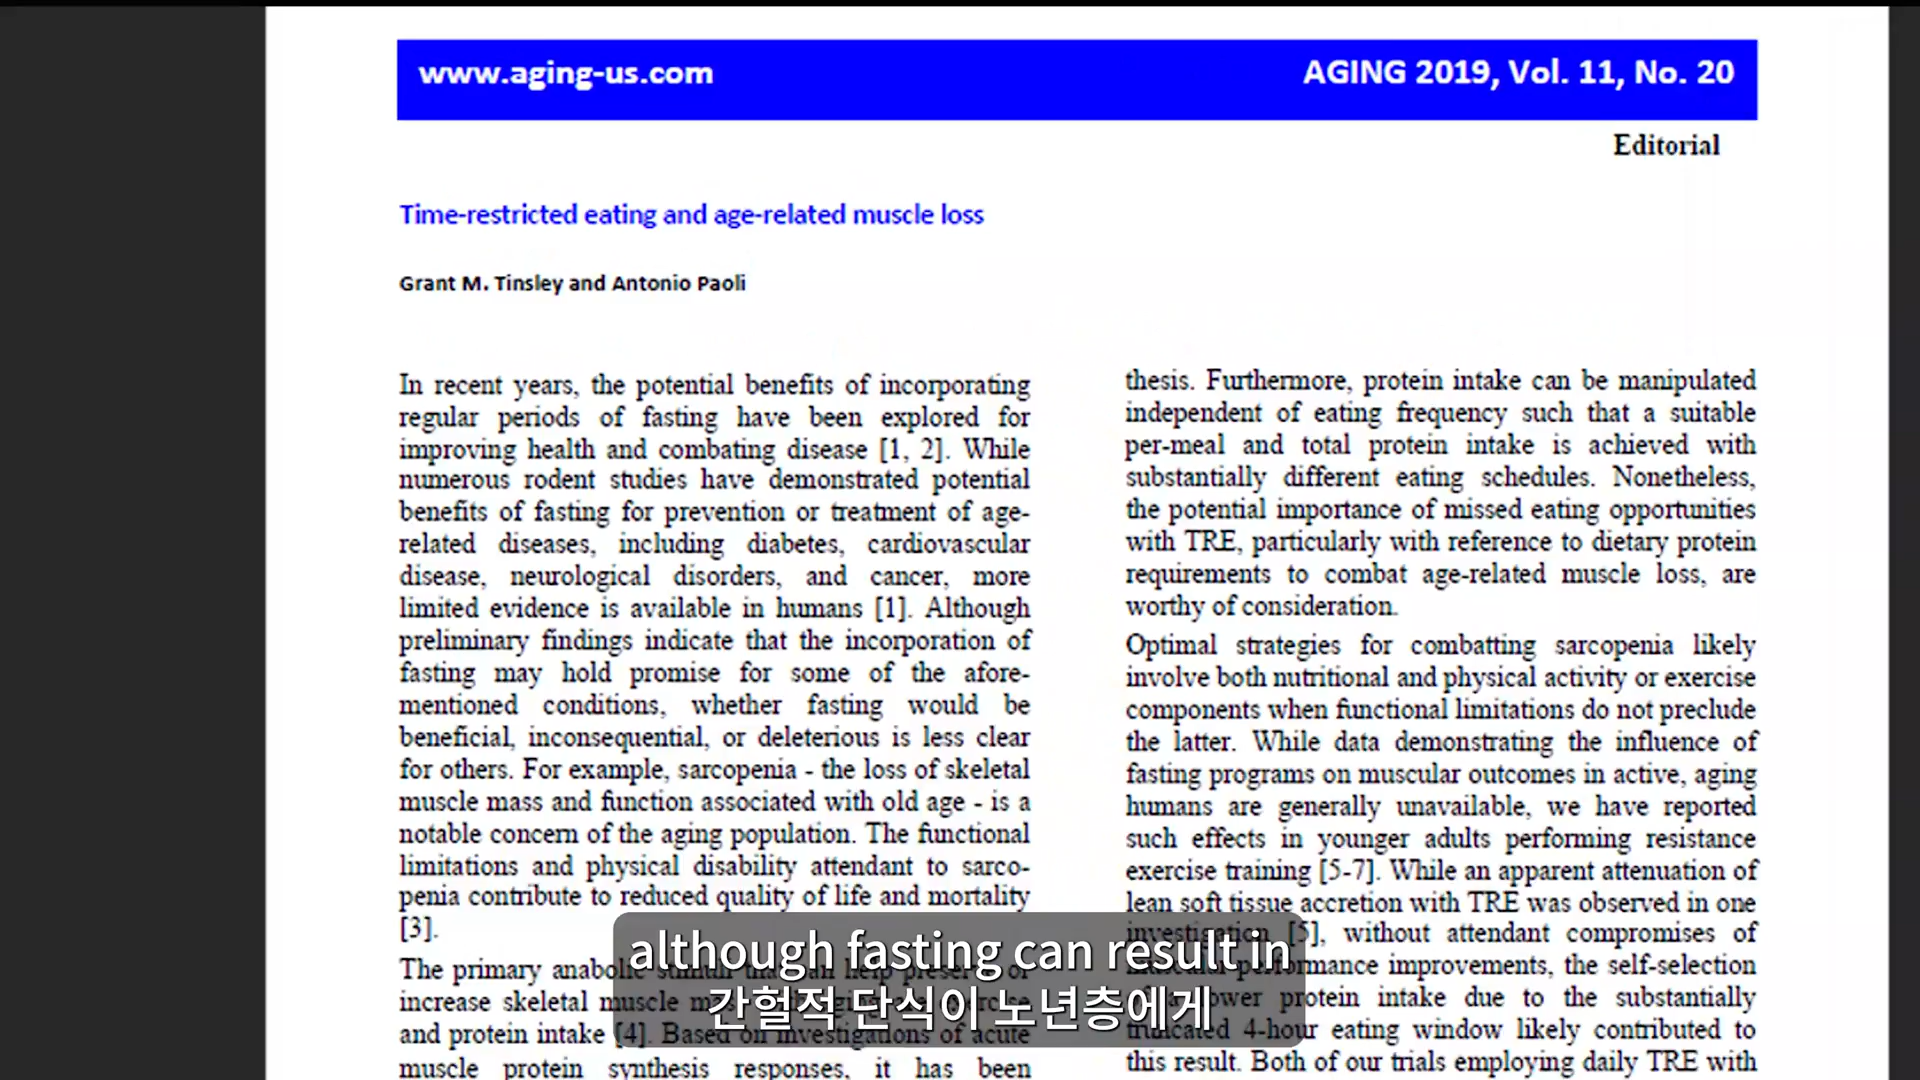 www.aging-us.com
AGING 2019, Vol. 11, No. 20
Editorial
Time-restricted eating and age-related muscle loss
Grant M. Tinsley and Antonio Paoli
In recent years, the potential benefits of incorporating
regular periods of fasting have been explored for
improving health and combating disease [1, 2]. While
numerous rodent studies have demonstrated potential
benefits of fasting for prevention or treatment of age-
related diseases, including diabetes, cardiovascular
disease, neurological disorders, and cancer, more
limited evidence is available in humans [1]. Although
preliminary findings indicate that the incorporation of
fasting may hold promise for some of the afore-
mentioned conditions, whether fasting would be
beneficial, inconsequential, or deleterious is less clear
for others. For example, sarcopenia - the loss of skeletal
muscle mass and function associated with old age - is a
notable concern of the aging population. The functional
limitations and physical disability attendant to sarco-
penia contribute to reduced quality of life and mortality
[3].
The primary anabolic stimuli that can help preserve or
increase skeletal muscle
and protein intake [4]. Based on investigations of acute
muscle protein synthesis responses, it has been
thesis. Furthermore, protein intake can be manipulated
independent of eating frequency such that a suitable
per-meal and total protein intake is achieved with
substantially different eating schedules. Nonetheless,
the potential importance of missed eating opportunities
with TRE, particularly with reference to dietary protein
requirements to combat age-related muscle loss, are
worthy of consideration.
Optimal strategies for combatting sarcopenia likely
involve both nutritional and physical activity or exercise
components when functional limitations do not preclude
the latter. While data demonstrating the influence of
fasting programs on muscular outcomes in active, aging
humans are generally unavailable, we have reported
such effects in younger adults performing resistance
exercise training [5-7]. While an apparent attenuation of
lean soft tissue accretion with TRE was observed in one
investigation [5], without attendant compromises of
muscular performance improvements, the self-selection
of a lower protein intake due to the substantially
truncated 4-hour eating window likely contributed to
this result. Both of our trials employing daily TRE with
although fasting can result in
간헐적 단식이 노년층에게